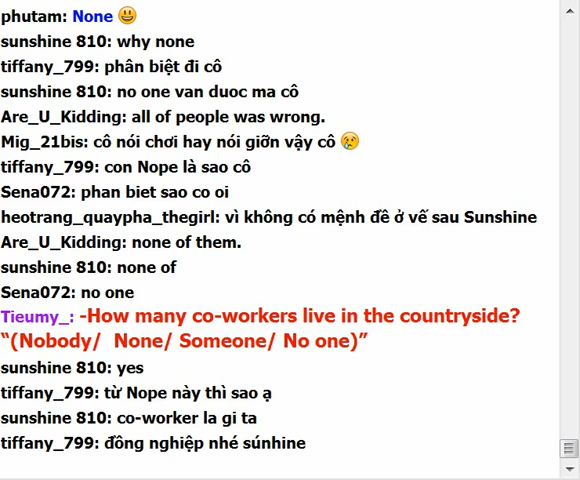 phutam: None 😃
sunshine 810: why none
tiffany_799: phân biệt đi cô
sunshine 810: no one van duoc ma cô
Are_U_Kidding: all of people was wrong.
Mig_21bis: cô nói chơi hay nói giỡn vậy cô 😢
tiffany_799: con Nope là sao cô
Sena072: phan biet sao co oi
heotrang_quaypha_thegirl: vì không có mệnh đề ở vế sau Sunshine
Are_U_Kidding: none of them.
sunshine 810: none of
Sena072: no one
Tieumy_: -How many co-workers live in the countryside?
“(Nobody/ None/ Someone/ No one)”
sunshine 810: yes
tiffany_799: từ Nope này thì sao ạ
sunshine 810: co-worker la gi ta
tiffany_799: đông nghiệp nhé súnhine